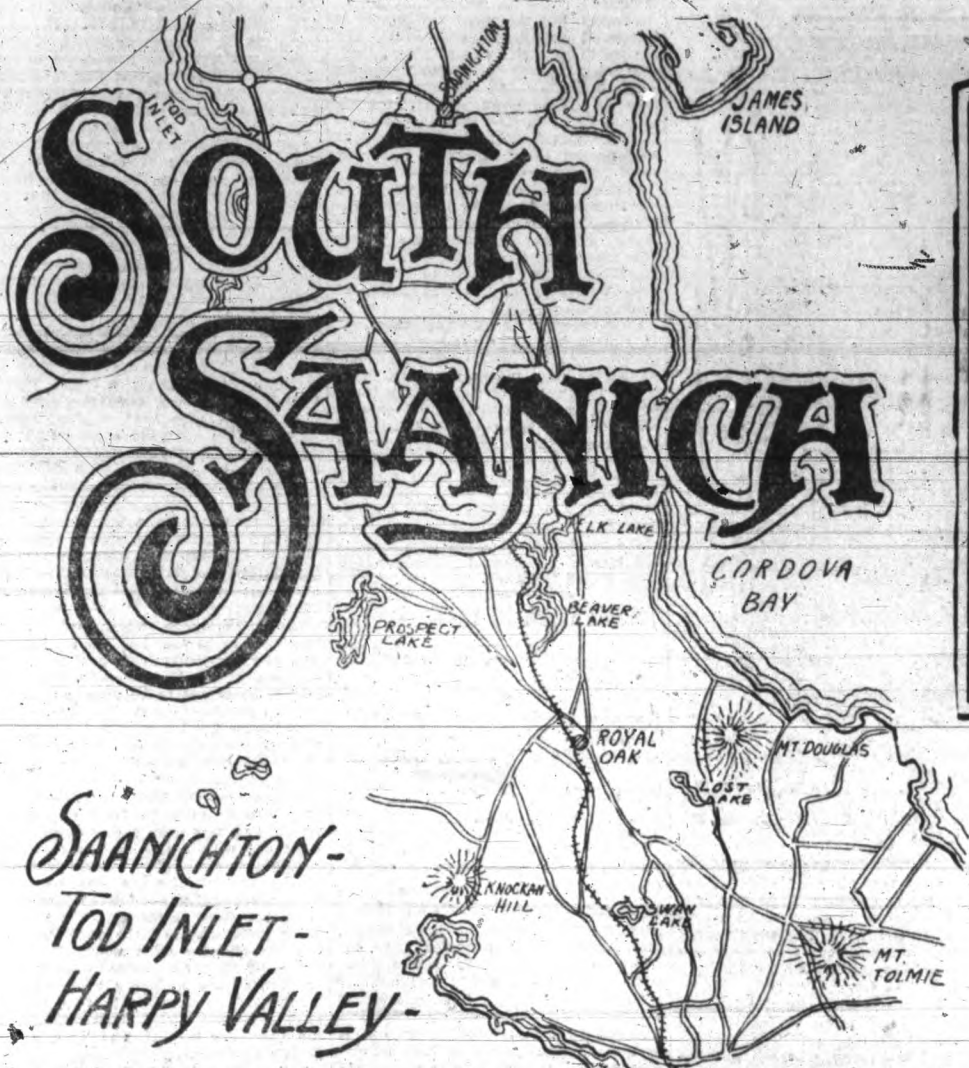 SAANICHTON
TOD
INLET
JAMES
ISLAND
SOUTH
SAANICH
ELK LAKE
CORDOVA
BAY
BEAVER
LAKE
PROSPECT
LAKE
ROYAL
OAK
MT DOUGLAS
LOST
LAKE
KNOCKAN
HILL
SWAN
LAKE
MT.
TOLMIE
SAANICHTON-
TOD INLET-
HARPY VALLEY-